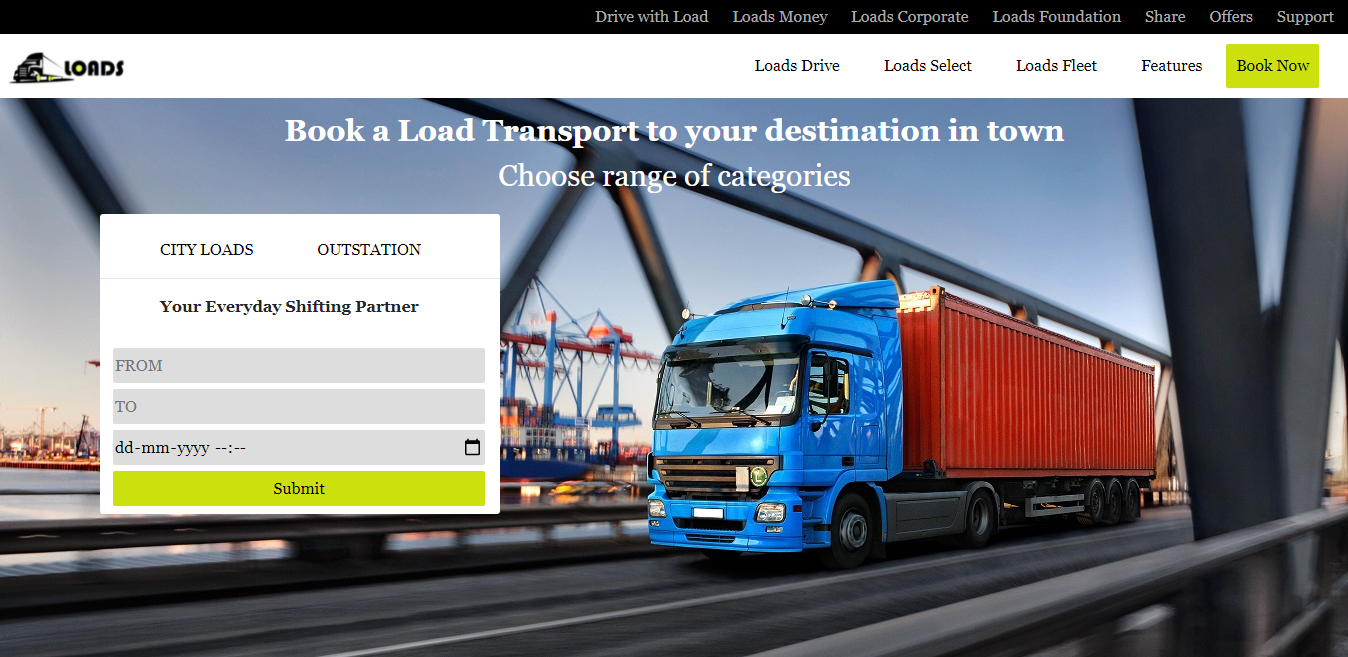 Drive with Load Loads Money Loads Corporate Loads Foundation Share Offers Support
LOADS Loads Drive Loads Select Loads Fleet Features Book Now
Book a Load Transport to your destination in town
Choose range of categories
CITY LOADS OUTSTATION
Your Everyday Shifting Partner
FROM
TO
dd-mm-yyyy --:--
Submit
L